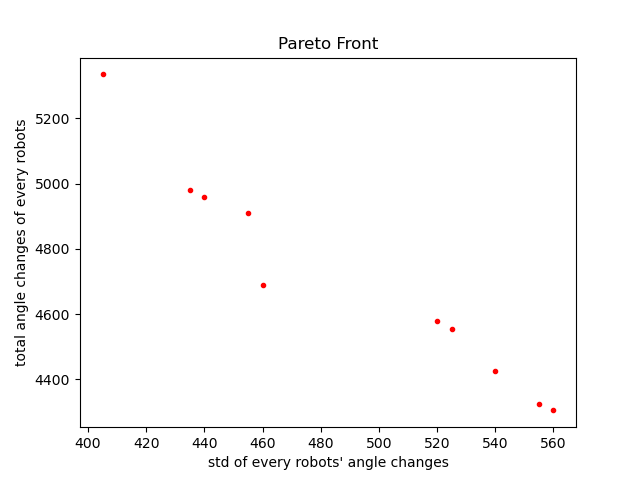 Pareto Front
total angle changes of every robots
5200
5000
4800
4600
4400
400 420 440 460 480 500 520 540 560
std of every robots' angle changes